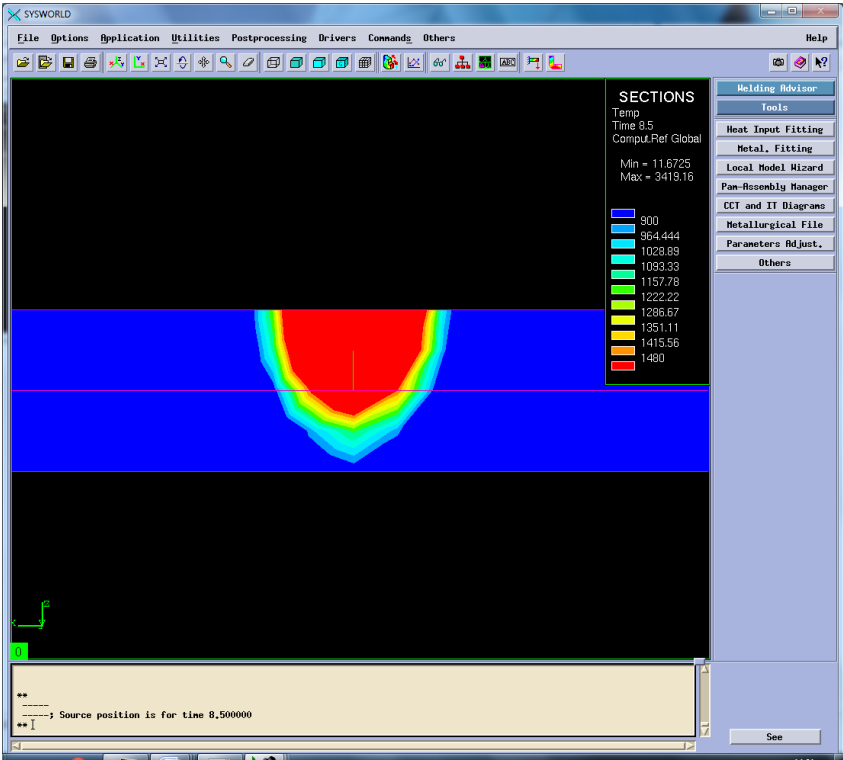 SYSWORLD
File Options Application Utilities Postprocessing Drivers Commands Others Help
ABC
SECTIONS
Temp
Time 8.5
Comput.Ref Global
Min = 11.6725
Max = 3419.16
900
964.444
1028.89
1093.33
1157.78
1222.22
1286.67
1351.11
1415.56
1480
Welding Advisor
Tools
Heat Input Fitting
Metal. Fitting
Local Model Wizard
Pam-Assembly Manager
CCT and IT Diagrams
Metallurgical File
Parameters Adjust.
Others
0
**
-----
-----; Source position is for time 8.500000
**
See